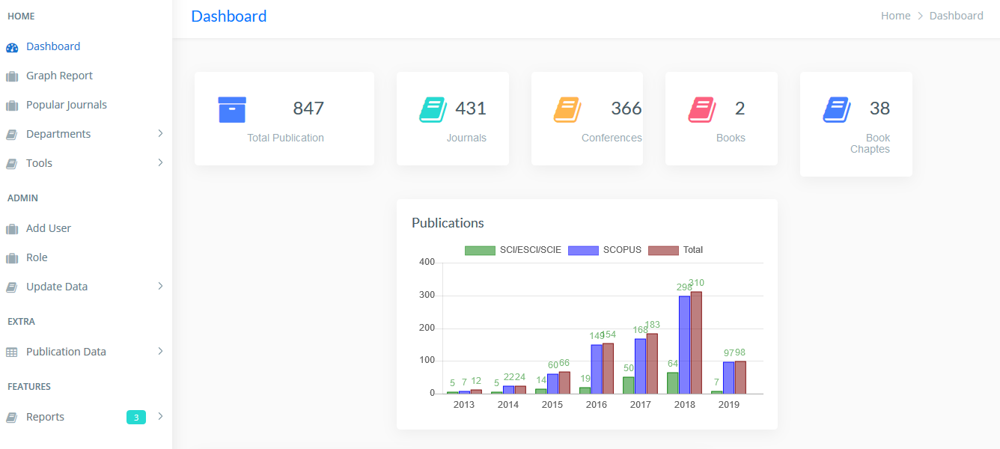 HOME
Dashboard
Graph Report
Popular Journals
Departments
Tools
ADMIN
Add User
Role
Update Data
EXTRA
Publication Data
FEATURES
Reports 3
Dashboard
Home > Dashboard
847
Total Publication
431
Journals
366
Conferences
2
Books
38
Book
Chaptes
Publications
SCI/ESCI/SCIE SCOPUS Total
400
300
200
100
0
5 7 12
5 22 24
14 60 66
19 149 154
50 168 183
64 298 310
7 97 98
2013 2014 2015 2016 2017 2018 2019